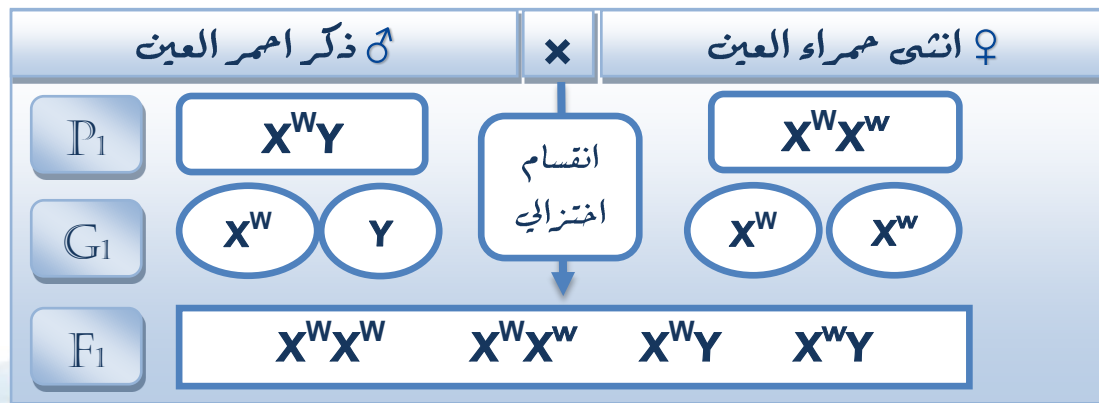 ♀ انثى حمراء العين × ♂ ذكر احمر العين
P₁ XᵂY XᵂXʷ
انقسام
اختزالي
G₁ Xᵂ Y Xᵂ Xʷ
F₁ XᵂXᵂ XᵂXʷ XᵂY XʷY